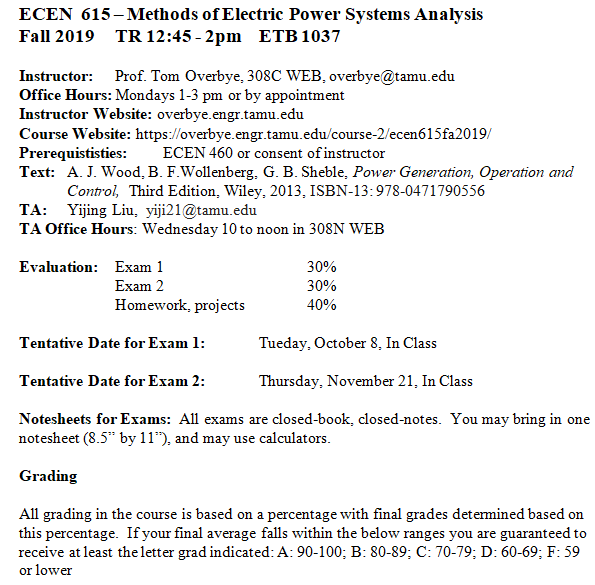 ECEN 615 – Methods of Electric Power Systems Analysis
Fall 2019 TR 12:45 - 2pm ETB 1037
Instructor: Prof. Tom Overbye, 308C WEB, overbye@tamu.edu
Office Hours: Mondays 1-3 pm or by appointment
Instructor Website: overbye.engr.tamu.edu
Course Website: https://overbye.engr.tamu.edu/course-2/ecen615fa2019/
Prerequististies: ECEN 460 or consent of instructor
Text: A. J. Wood, B. F.Wollenberg, G. B. Sheble, Power Generation, Operation and
Control, Third Edition, Wiley, 2013, ISBN-13: 978-0471790556
TA: Yijing Liu, yiji21@tamu.edu
TA Office Hours: Wednesday 10 to noon in 308N WEB
Evaluation: Exam 1 30%
Exam 2 30%
Homework, projects 40%
Tentative Date for Exam 1: Tueday, October 8, In Class
Tentative Date for Exam 2: Thursday, November 21, In Class
Notesheets for Exams: All exams are closed-book, closed-notes. You may bring in one
notesheet (8.5” by 11”), and may use calculators.
Grading
All grading in the course is based on a percentage with final grades determined based on
this percentage. If your final average falls within the below ranges you are guaranteed to
receive at least the letter grad indicated: A: 90-100; B: 80-89; C: 70-79; D: 60-69; F: 59
or lower